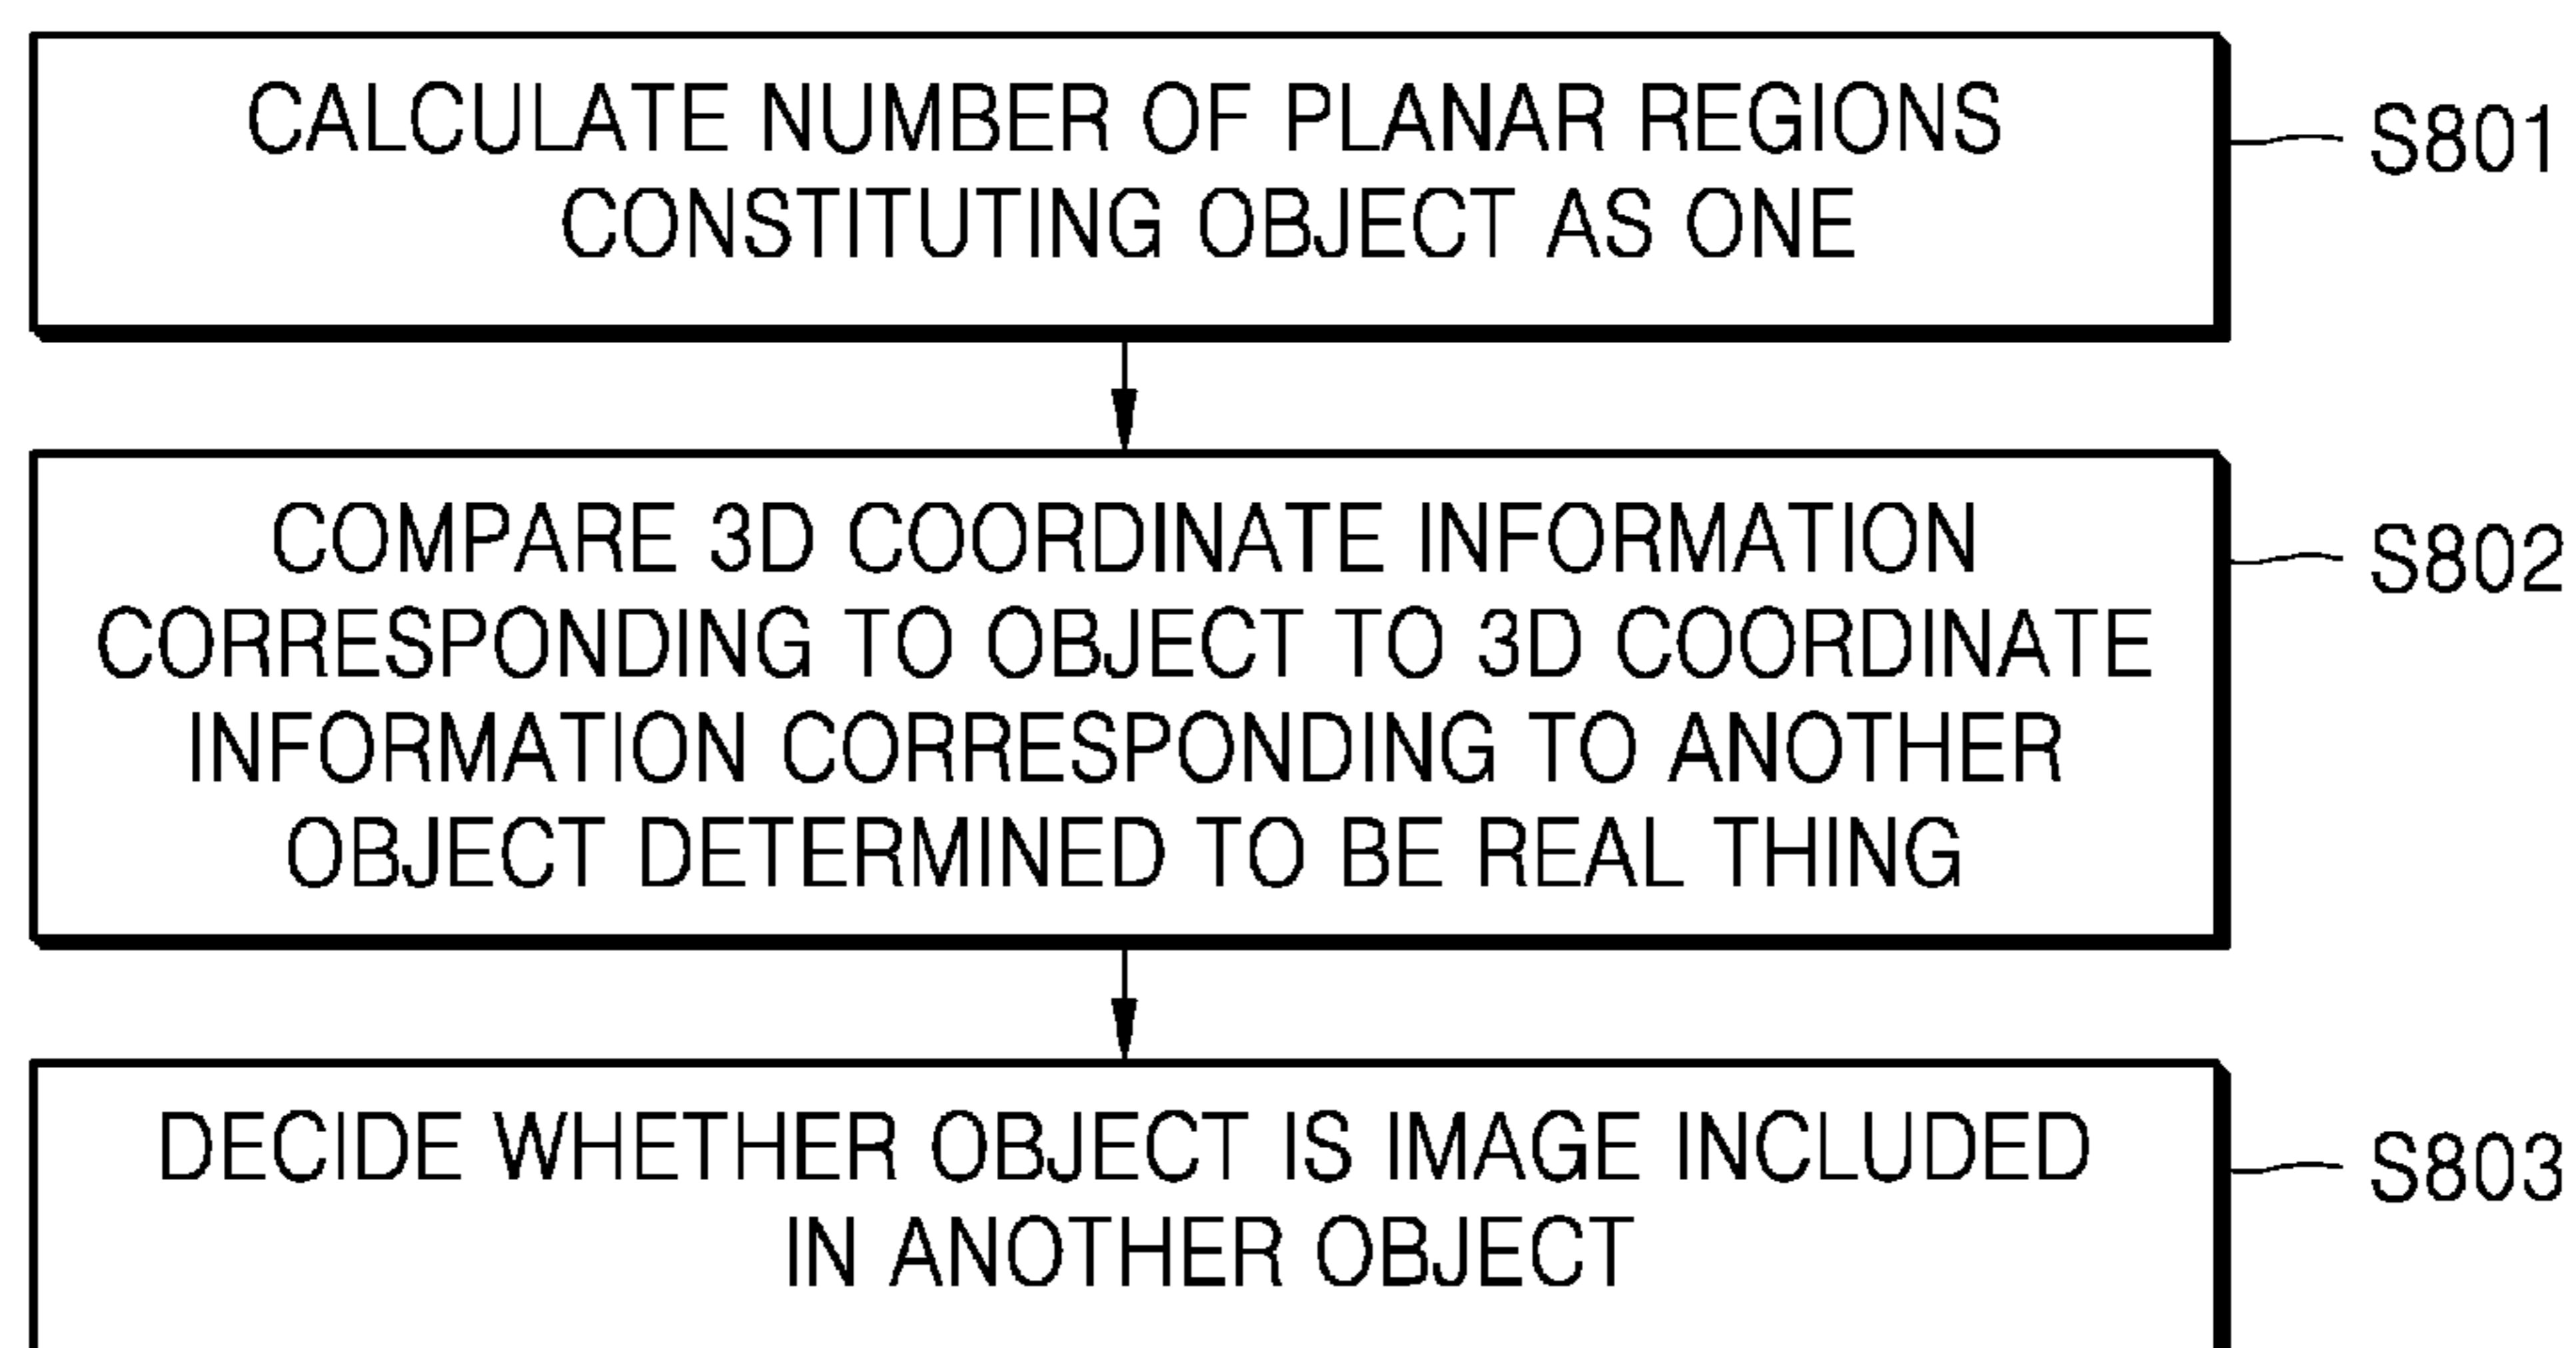 CALCULATE NUMBER OF PLANAR REGIONS
CONSTITUTING OBJECT AS ONE
S801
COMPARE 3D COORDINATE INFORMATION
CORRESPONDING TO OBJECT TO 3D COORDINATE
INFORMATION CORRESPONDING TO ANOTHER
OBJECT DETERMINED TO BE REAL THING
S802
DECIDE WHETHER OBJECT IS IMAGE INCLUDED
IN ANOTHER OBJECT
S803